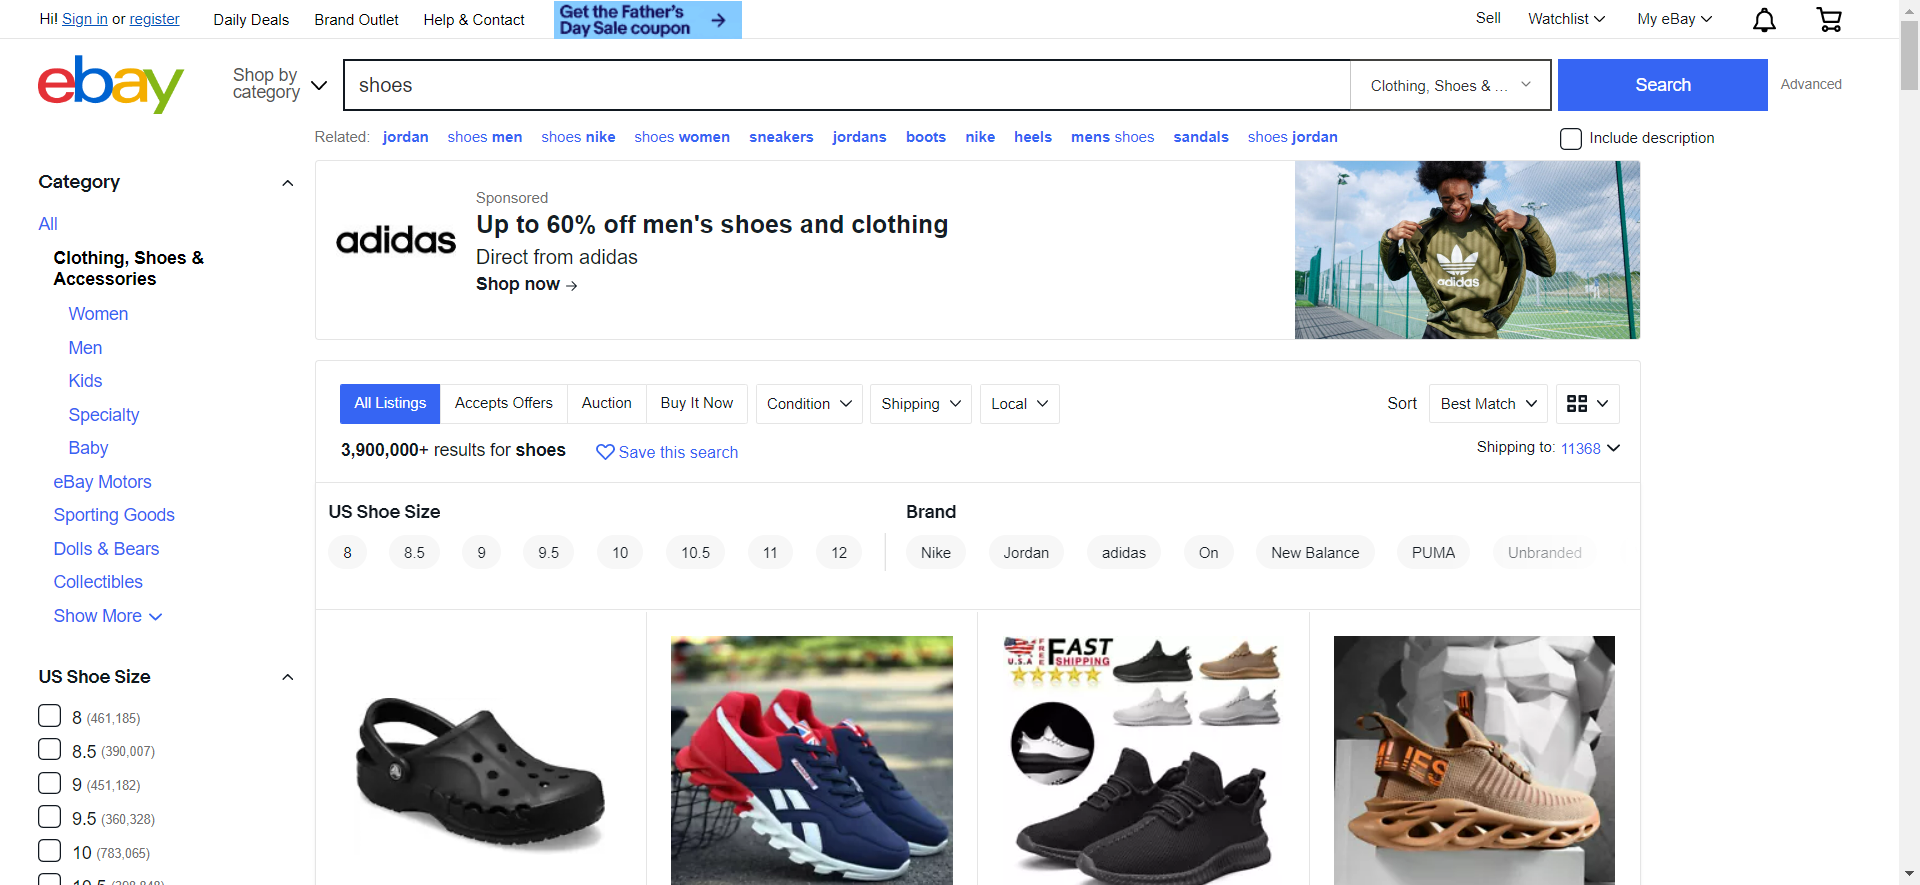 Hi! Sign in or register
Daily Deals
Brand Outlet
Help & Contact
Get the Father's
Day Sale coupon
Sell
Watchlist
My eBay
ebay
Shop by
category
shoes
Clothing, Shoes & ...
Search
Advanced
Related: jordan shoes men shoes nike shoes women sneakers jordans boots nike heels mens shoes sandals shoes jordan
Include description
Category
All
Clothing, Shoes &
Accessories
Women
Men
Kids
Specialty
Baby
eBay Motors
Sporting Goods
Dolls & Bears
Collectibles
Show More
US Shoe Size
8 (461,185)
8.5 (390,007)
9 (451,182)
9.5 (360,328)
10 (783,065)
10.5 (398,848)
adidas
Sponsored
Up to 60% off men's shoes and clothing
Direct from adidas
Shop now
adidas
All Listings
Accepts Offers
Auction
Buy It Now
Condition
Shipping
Local
Sort
Best Match
3,900,000+ results for shoes
Save this search
Shipping to: 11368
US Shoe Size
8 8.5 9 9.5 10 10.5 11 12
Brand
Nike Jordan adidas On New Balance PUMA Unbranded
U.S.A
FREE
FAST
SHIPPING